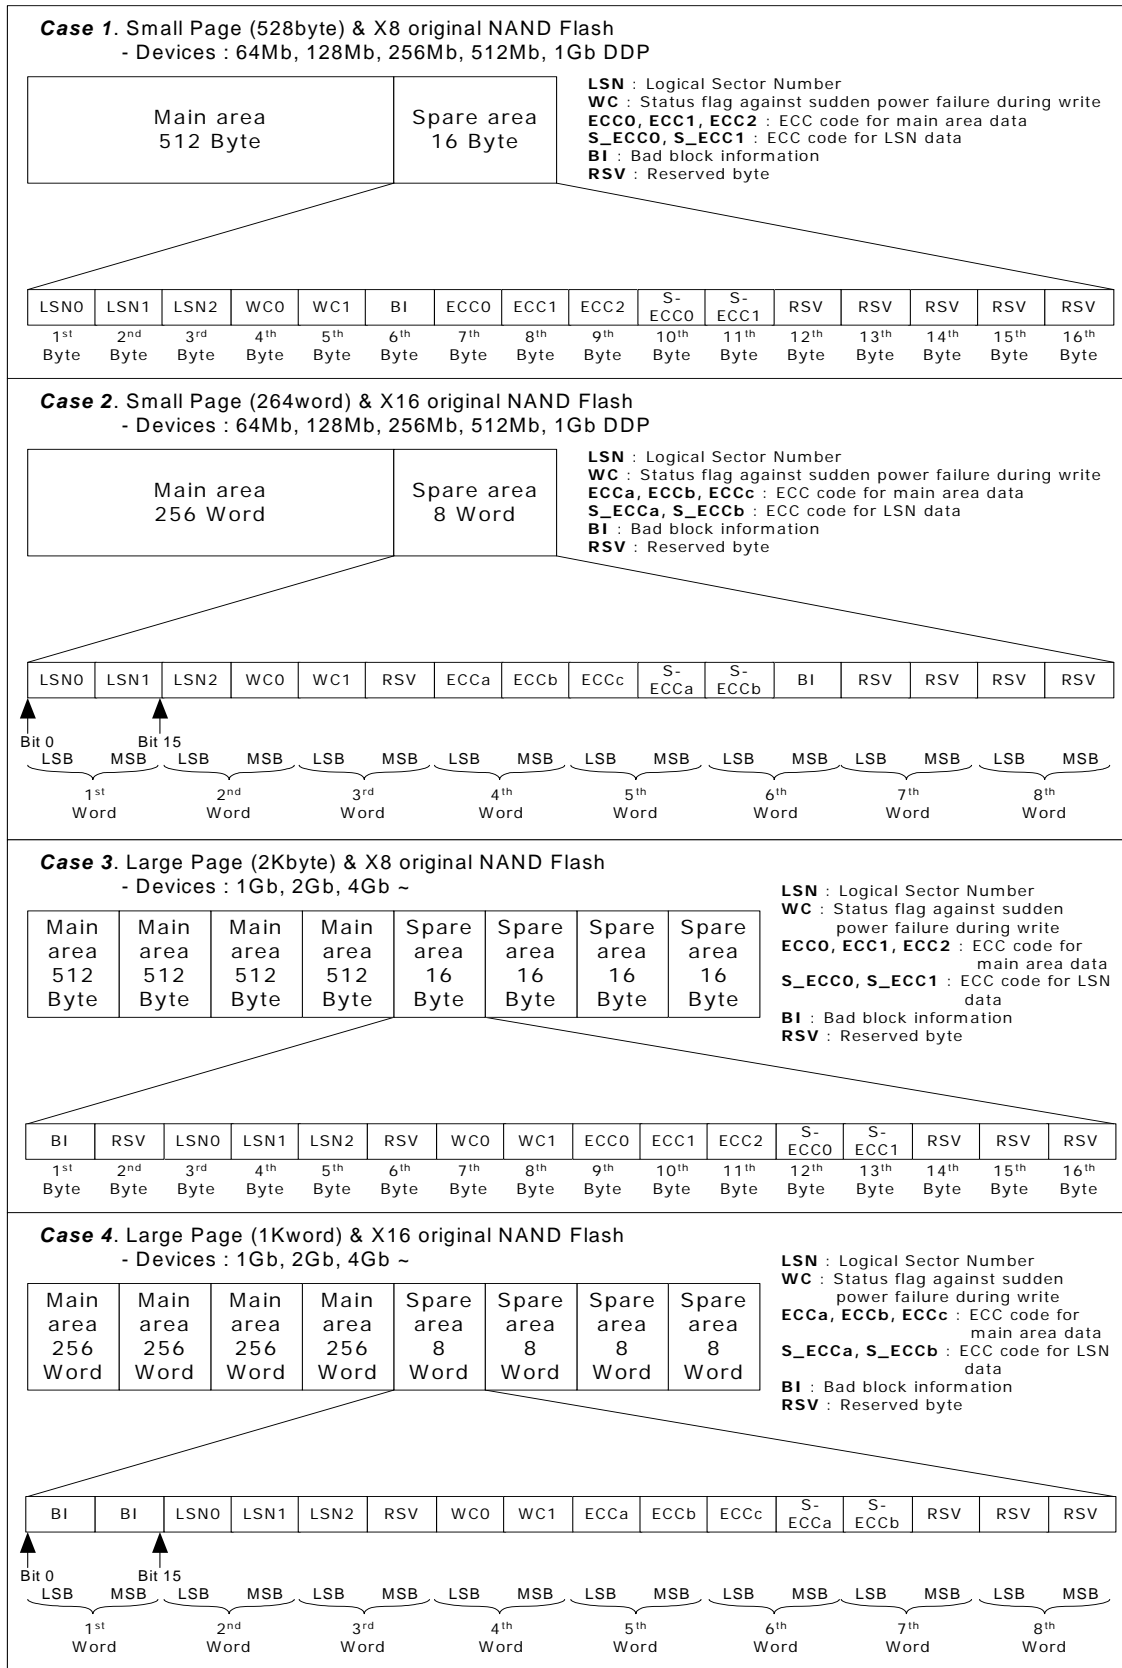 Case 1. Small Page (528byte) & X8 original NAND Flash
- Devices : 64Mb, 128Mb, 256Mb, 512Mb, 1Gb DDP
Main area
512 Byte
Spare area
16 Byte
LSN : Logical Sector Number
WC : Status flag against sudden power failure during write
ECC0, ECC1, ECC2 : ECC code for main area data
S_ECC0, S_ECC1 : ECC code for LSN data
BI : Bad block information
RSV : Reserved byte
LSN0 LSN1 LSN2 WC0 WC1 BI ECC0 ECC1 ECC2 S-ECC0 S-ECC1 RSV RSV RSV RSV RSV
1st 2nd 3rd 4th 5th 6th 7th 8th 9th 10th 11th 12th 13th 14th 15th 16th
Byte Byte Byte Byte Byte Byte Byte Byte Byte Byte Byte Byte Byte Byte Byte Byte
Case 2. Small Page (264word) & X16 original NAND Flash
- Devices : 64Mb, 128Mb, 256Mb, 512Mb, 1Gb DDP
Main area
256 Word
Spare area
8 Word
LSN : Logical Sector Number
WC : Status flag against sudden power failure during write
ECCa, ECCb, ECCc : ECC code for main area data
S_ECCa, S_ECCb : ECC code for LSN data
BI : Bad block information
RSV : Reserved byte
LSN0 LSN1 LSN2 WC0 WC1 RSV ECCa ECCb ECCc S-ECCa S-ECCb BI RSV RSV RSV RSV
Bit 0 Bit 15
LSB MSB LSB MSB LSB MSB LSB MSB LSB MSB LSB MSB LSB MSB LSB MSB
1st 2nd 3rd 4th 5th 6th 7th 8th
Word Word Word Word Word Word Word Word
Case 3. Large Page (2Kbyte) & X8 original NAND Flash
- Devices : 1Gb, 2Gb, 4Gb ~
Main Main Main Main Spare Spare Spare Spare
area area area area area area area area
512 512 512 512 16 16 16 16
Byte Byte Byte Byte Byte Byte Byte Byte
LSN : Logical Sector Number
WC : Status flag against sudden
power failure during write
ECC0, ECC1, ECC2 : ECC code for
main area data
S_ECC0, S_ECC1 : ECC code for LSN
data
BI : Bad block information
RSV : Reserved byte
BI RSV LSN0 LSN1 LSN2 RSV WC0 WC1 ECC0 ECC1 ECC2 S-ECC0 S-ECC1 RSV RSV RSV
1st 2nd 3rd 4th 5th 6th 7th 8th 9th 10th 11th 12th 13th 14th 15th 16th
Byte Byte Byte Byte Byte Byte Byte Byte Byte Byte Byte Byte Byte Byte Byte Byte
Case 4. Large Page (1Kword) & X16 original NAND Flash
- Devices : 1Gb, 2Gb, 4Gb ~
Main Main Main Main Spare Spare Spare Spare
area area area area area area area area
256 256 256 256 8 8 8 8
Word Word Word Word Word Word Word Word
LSN : Logical Sector Number
WC : Status flag against sudden
power failure during write
ECCa, ECCb, ECCc : ECC code for
main area data
S_ECCa, S_ECCb : ECC code for LSN
data
BI : Bad block information
RSV : Reserved byte
BI BI LSN0 LSN1 LSN2 RSV WC0 WC1 ECCa ECCb ECCc S-ECCa S-ECCb RSV RSV RSV
Bit 0 Bit 15
LSB MSB LSB MSB LSB MSB LSB MSB LSB MSB LSB MSB LSB MSB LSB MSB
1st 2nd 3rd 4th 5th 6th 7th 8th
Word Word Word Word Word Word Word Word